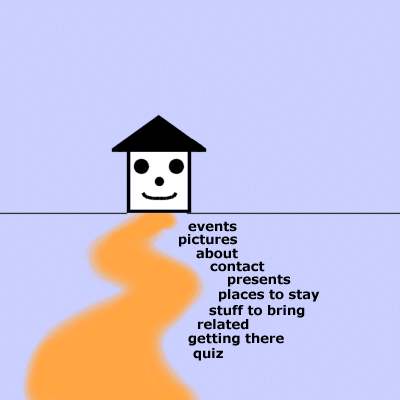 events
pictures
about
contact
presents
places to stay
stuff to bring
related
getting there
quiz